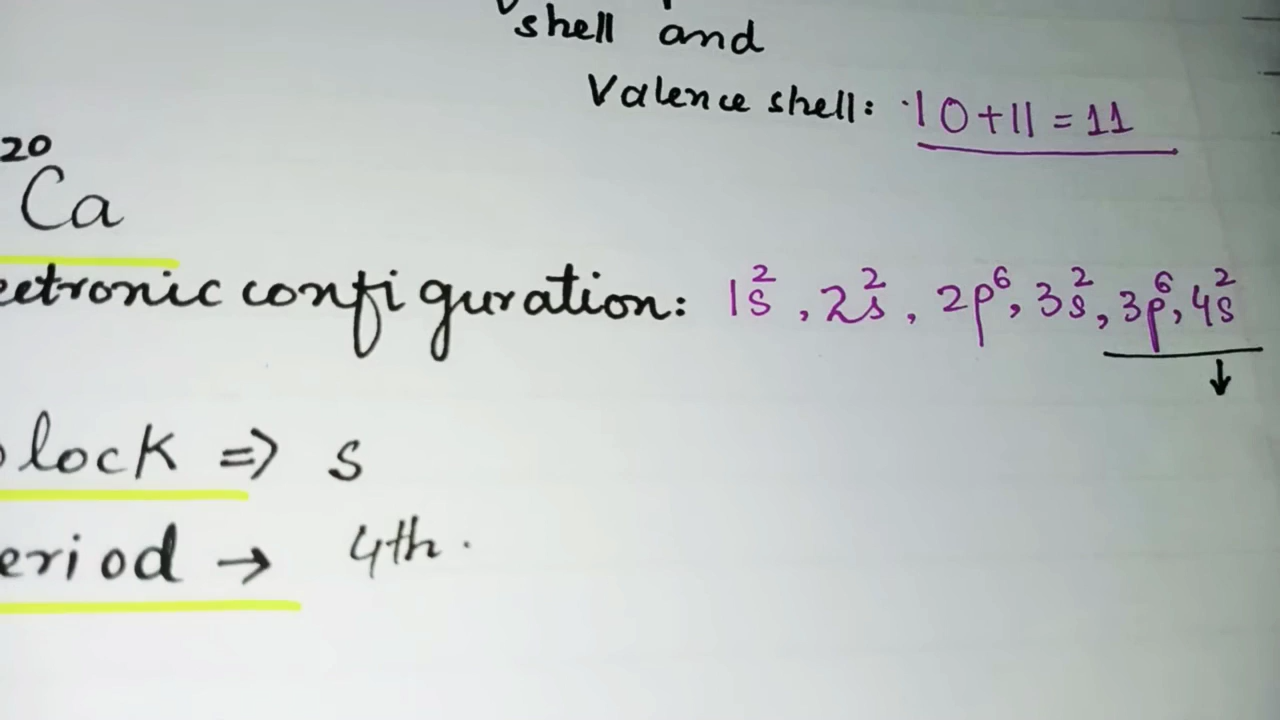 shell and
Valence shell: 10+11=11
20
Ca
ectronic configuration: 1s², 2s², 2p⁶, 3s², 3p⁶, 4s²
↓
lock => s
eriod → 4th.